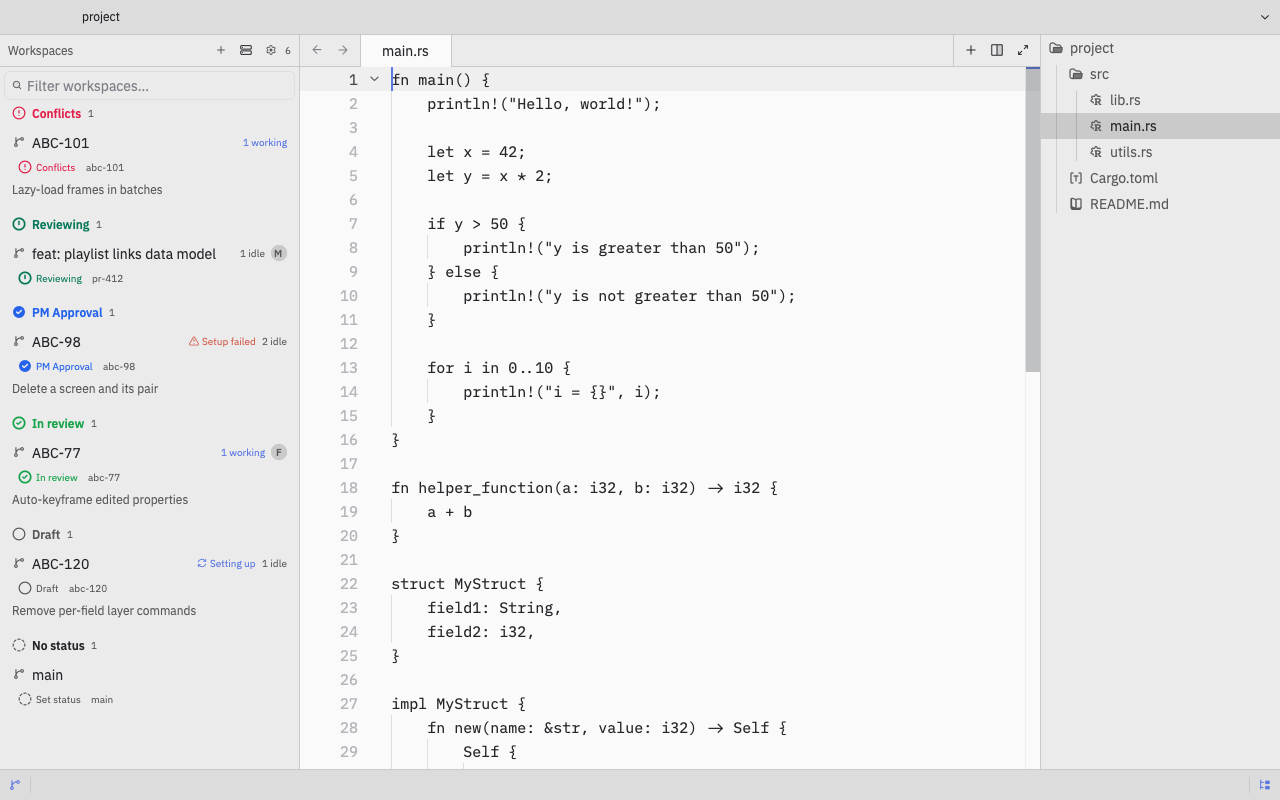 project
Workspaces
6
Filter workspaces...
Conflicts 1
ABC-101 1 working
Conflicts abc-101
Lazy-load frames in batches
Reviewing 1
feat: playlist links data model 1 idle M
Reviewing pr-412
PM Approval 1
ABC-98 Setup failed 2 idle
PM Approval abc-98
Delete a screen and its pair
In review 1
ABC-77 1 working F
In review abc-77
Auto-keyframe edited properties
Draft 1
ABC-120 Setting up 1 idle
Draft abc-120
Remove per-field layer commands
No status 1
main
Set status main
main.rs
1 fn main() {
2 println!("Hello, world!");
3
4 let x = 42;
5 let y = x * 2;
6
7 if y > 50 {
8 println!("y is greater than 50");
9 } else {
10 println!("y is not greater than 50");
11 }
12
13 for i in 0..10 {
14 println!("i = {}", i);
15 }
16 }
17
18 fn helper_function(a: i32, b: i32) -> i32 {
19 a + b
20 }
21
22 struct MyStruct {
23 field1: String,
24 field2: i32,
25 }
26
27 impl MyStruct {
28 fn new(name: &str, value: i32) -> Self {
29 Self {
project
src
lib.rs
main.rs
utils.rs
Cargo.toml
README.md